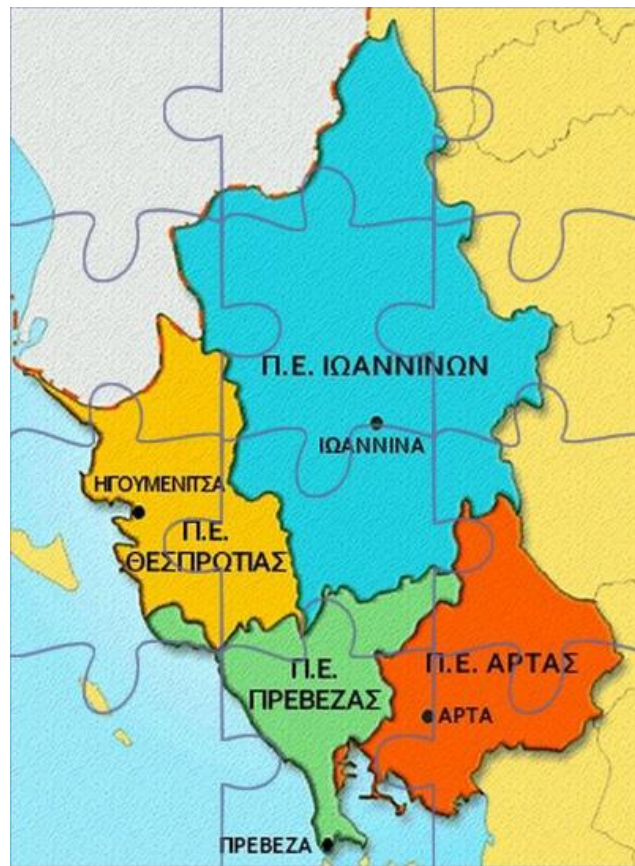 Π.Ε. ΙΩΑΝΝΙΝΩΝ
ΙΩΑΝΝΙΝΑ
ΗΓΟΥΜΕΝΙΤΣΑ
Π.Ε.
ΘΕΣΠΡΩΤΙΑΣ
Π.Ε. ΑΡΤΑΣ
Π.Ε.
ΠΡΕΒΕΖΑΣ
ΑΡΤΑ
ΠΡΕΒΕΖΑ